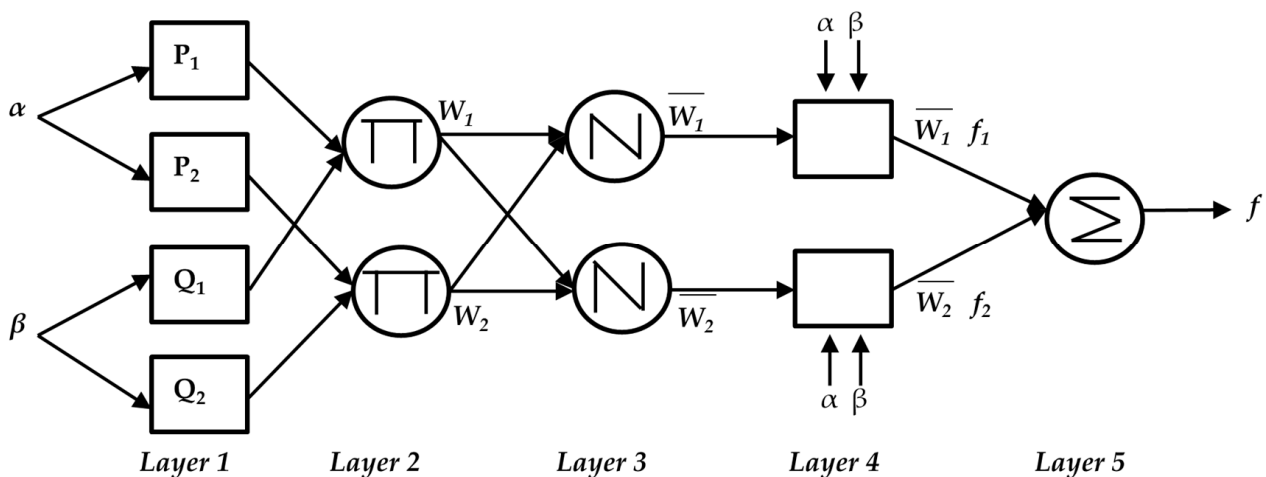 α β
P₁
α
P₂
W₁
Π
N
W̅₁
W̅₁ f₁
Σ
f
Q₁
β
Q₂
Π
W₂
N
W̅₂
W̅₂ f₂
α β
Layer 1 Layer 2 Layer 3 Layer 4 Layer 5